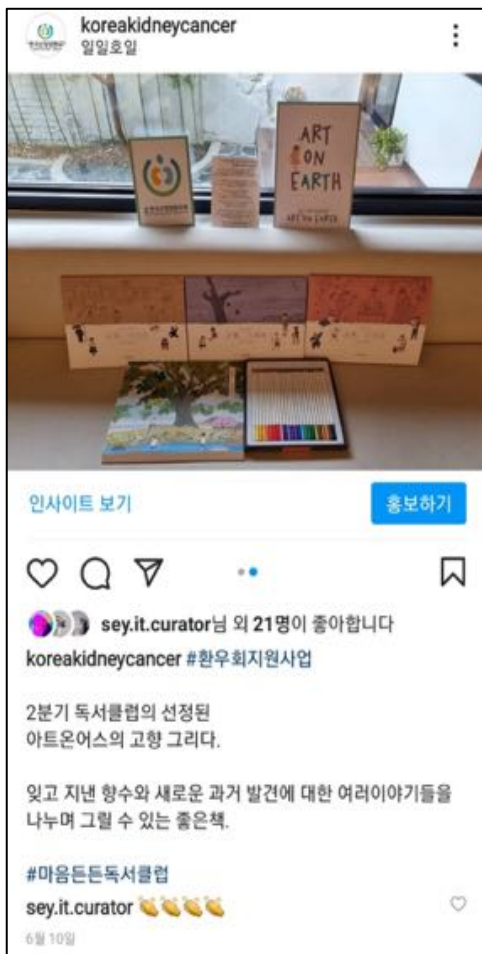 koreakidneycancer
일일호일
ART
ON
EARTH
ART ON EARTH
인사이트 보기
홍보하기
sey.it.curator님 외 21명이 좋아합니다
koreakidneycancer #환우회지원사업
2분기 독서클럽의 선정된
아트온어스의 고향 그리다.
잊고 지낸 향수와 새로운 과거 발견에 대한 여러이야기들을
나누며 그릴 수 있는 좋은책.
#마음든든독서클럽
sey.it.curator 👏👏👏👏
6월 10일